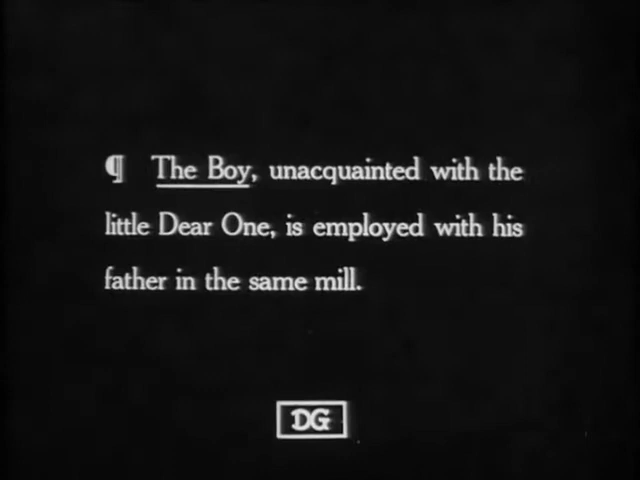 ¶ The Boy, unacquainted with the
little Dear One, is employed with his
father in the same mill.
DG